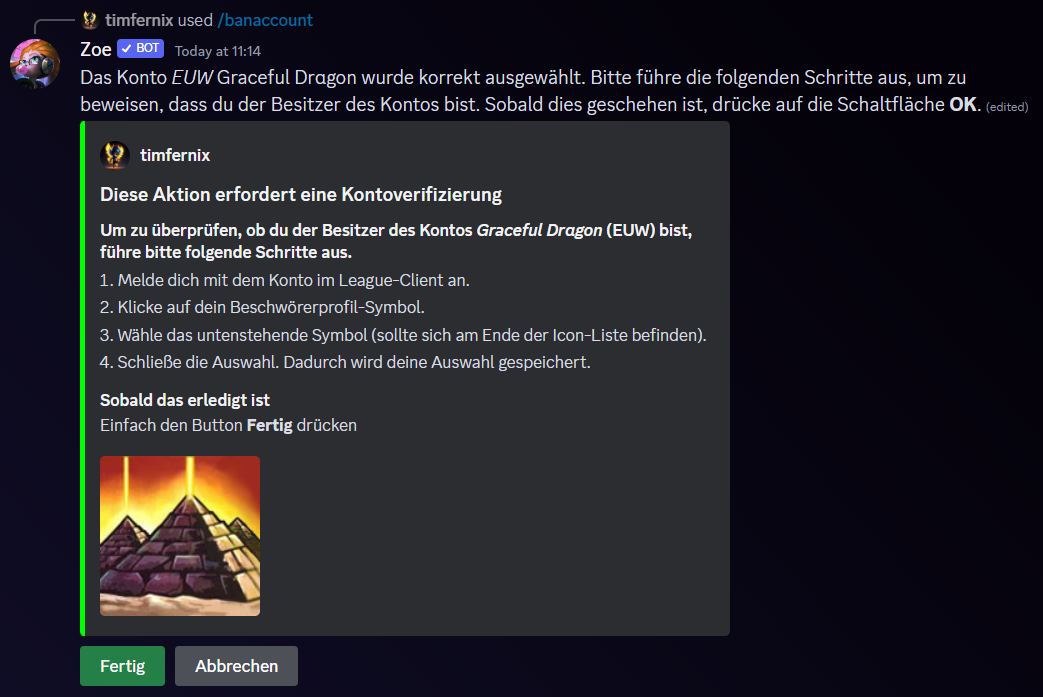 timfernix used /banaccount
Zoe ✓ BOT Today at 11:14
Das Konto EUW Graceful Dragon wurde korrekt ausgewählt. Bitte führe die folgenden Schritte aus, um zu
beweisen, dass du der Besitzer des Kontos bist. Sobald dies geschehen ist, drücke auf die Schaltfläche OK. (edited)
timfernix
Diese Aktion erfordert eine Kontoverifizierung
Um zu überprüfen, ob du der Besitzer des Kontos Graceful Dragon (EUW) bist,
führe bitte folgende Schritte aus.
1. Melde dich mit dem Konto im League-Client an.
2. Klicke auf dein Beschwörerprofil-Symbol.
3. Wähle das untenstehende Symbol (sollte sich am Ende der Icon-Liste befinden).
4. Schließe die Auswahl. Dadurch wird deine Auswahl gespeichert.
Sobald das erledigt ist
Einfach den Button Fertig drücken
Fertig Abbrechen